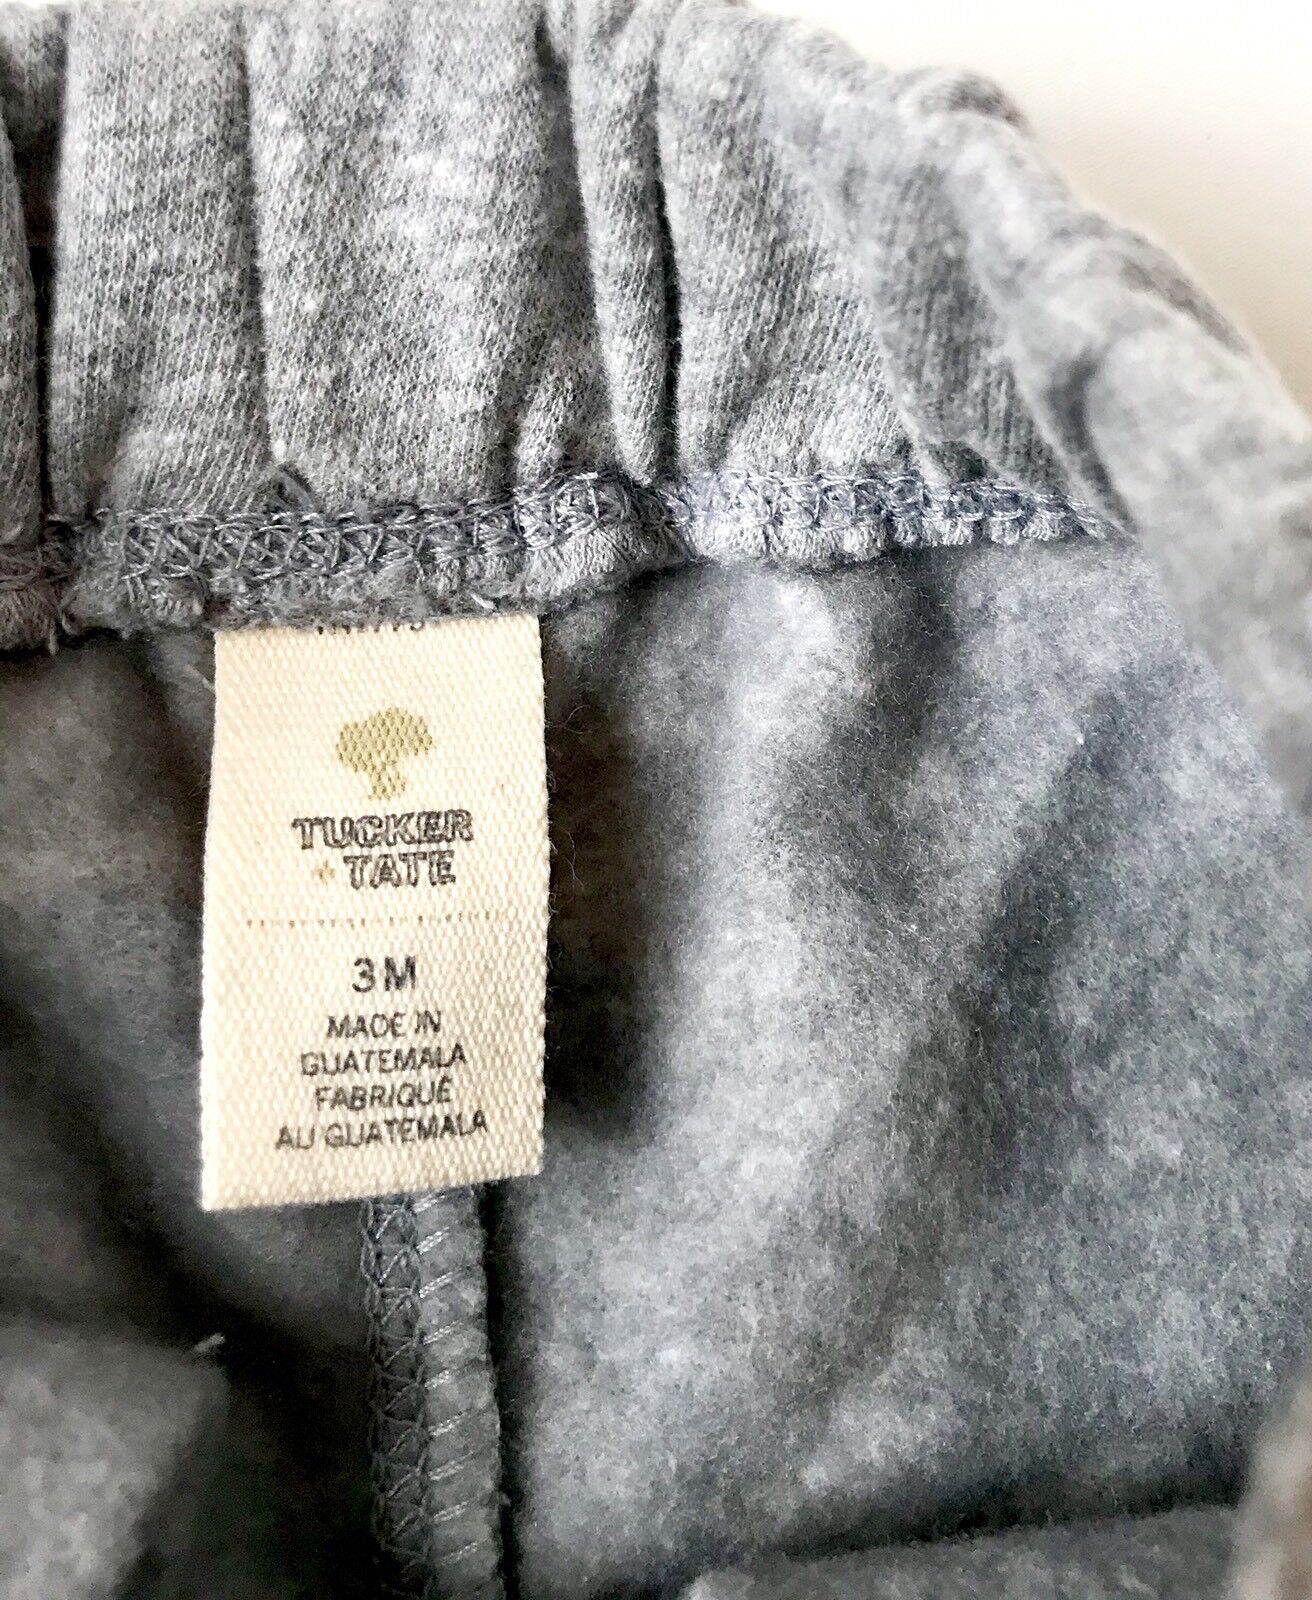 TUCKER
+ TATE
3M
MADE IN
GUATEMALA
FABRIQUÉ
AU GUATEMALA